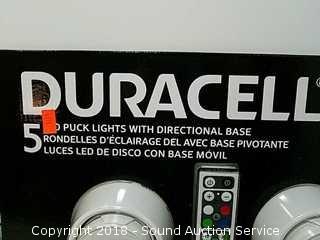 DURACELL
5 PUCK LIGHTS WITH DIRECTIONAL BASE
RONDELLES D'ÉCLAIRAGE DEL AVEC BASE PIVOTANTE
LUCES LED DE DISCO CON BASE MÓVIL
Copyright 2018 - Sound Auction Service